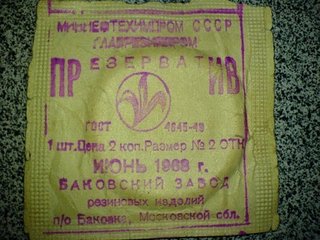 МИННЕФТЕХИМПРОМ СССР
ГЛАВРЕЗИНПРОМ
ПРЕЗЕРВАТИВ
ГОСТ 4645-49
1 шт. Цена 2 коп. Размер № 2 ОТК
ИЮНЬ 1968 г.
БАКОВСКИЙ ЗАВОД
резиновых изделий
п/о Баковка, Московской обл.